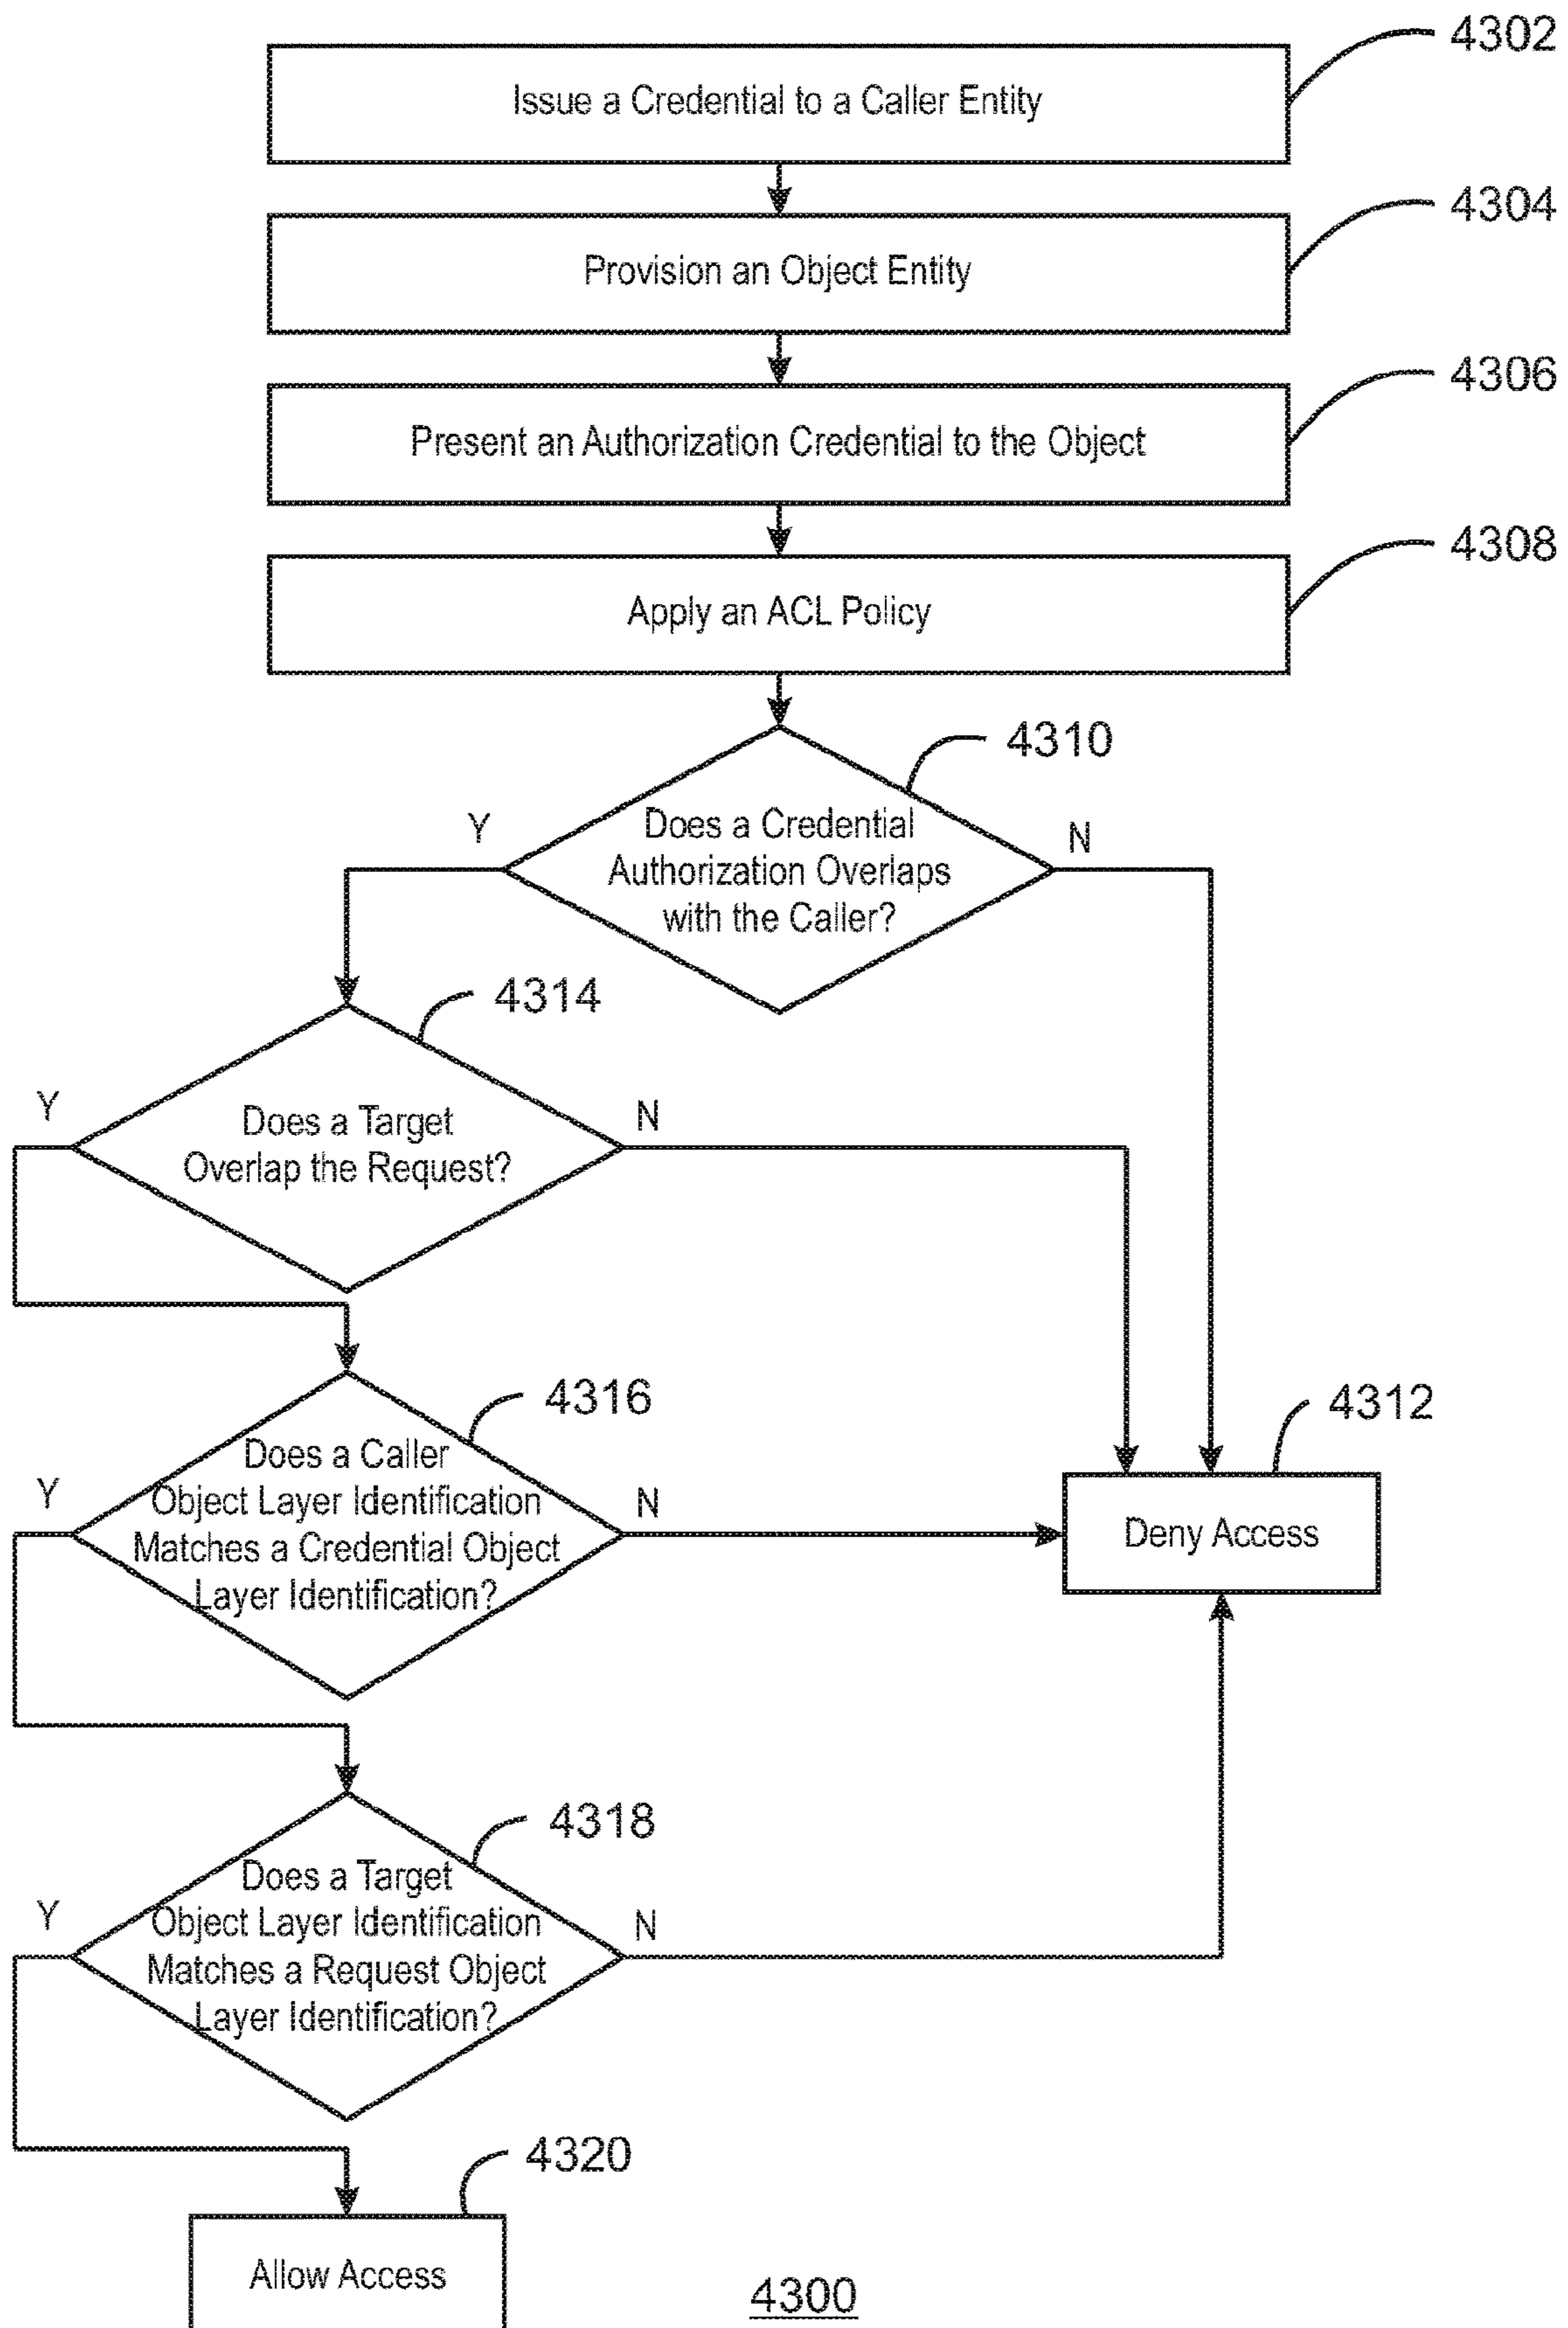 4302
Issue a Credential to a Caller Entity
4304
Provision an Object Entity
4306
Present an Authorization Credential to the Object
4308
Apply an ACL Policy
4310
Y
Does a Credential
Authorization Overlaps
with the Caller?
N
4314
Y
Does a Target
Overlap the Request?
N
4316
4312
Y
Does a Caller
Object Layer Identification
Matches a Credential Object
Layer Identification?
N
Deny Access
4318
Y
Does a Target
Object Layer Identification
Matches a Request Object
Layer Identification?
N
4320
Allow Access
4300